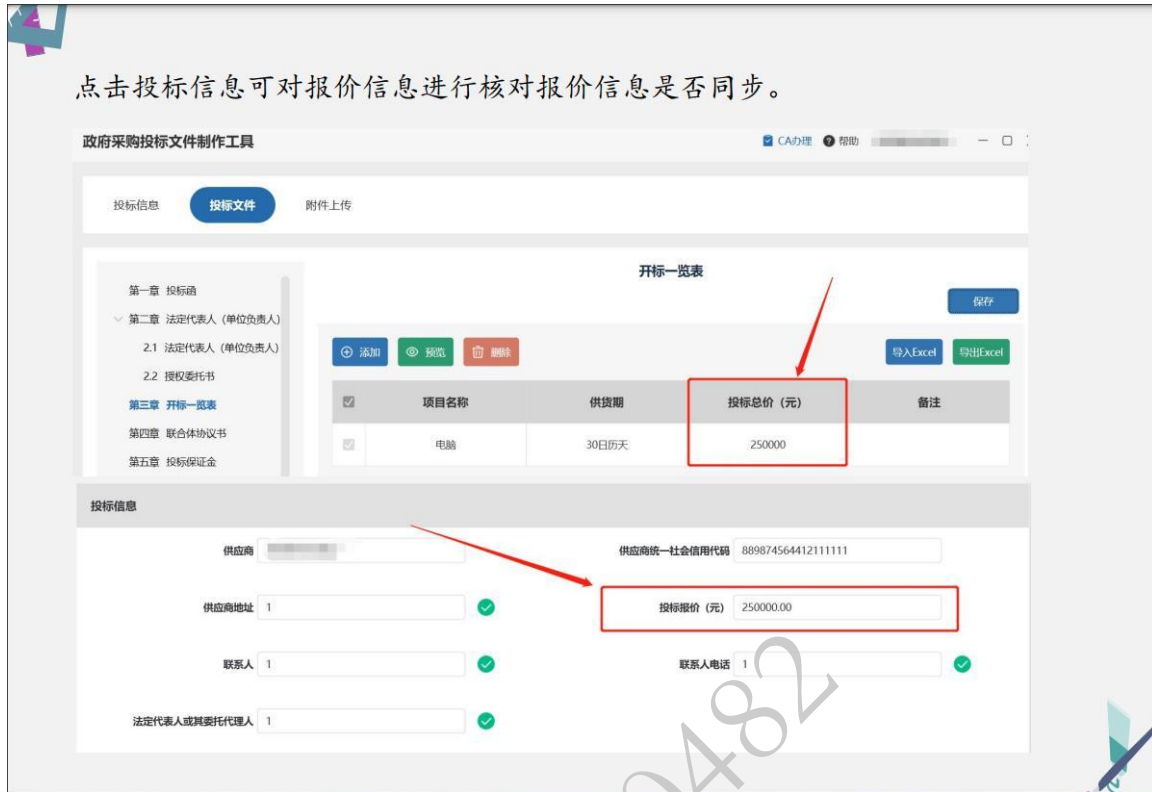 点击投标信息可对报价信息进行核对报价信息是否同步。
政府采购投标文件制作工具 CA办理 帮助
投标信息 投标文件 附件上传
开标一览表
保存
第一章 投标函
第二章 法定代表人（单位负责人）
2.1 法定代表人（单位负责人）
2.2 授权委托书
第三章 开标一览表
第四章 联合体协议书
第五章 投标保证金
添加 预览 删除 导入Excel 导出Excel
项目名称 供货期 投标总价（元） 备注
电脑 30日历天 250000
投标信息
供应商 供应商统一社会信用代码 889874564412111111
供应商地址 1 投标报价（元） 250000.00
联系人 1 联系人电话 1
法定代表人或其委托代理人 1